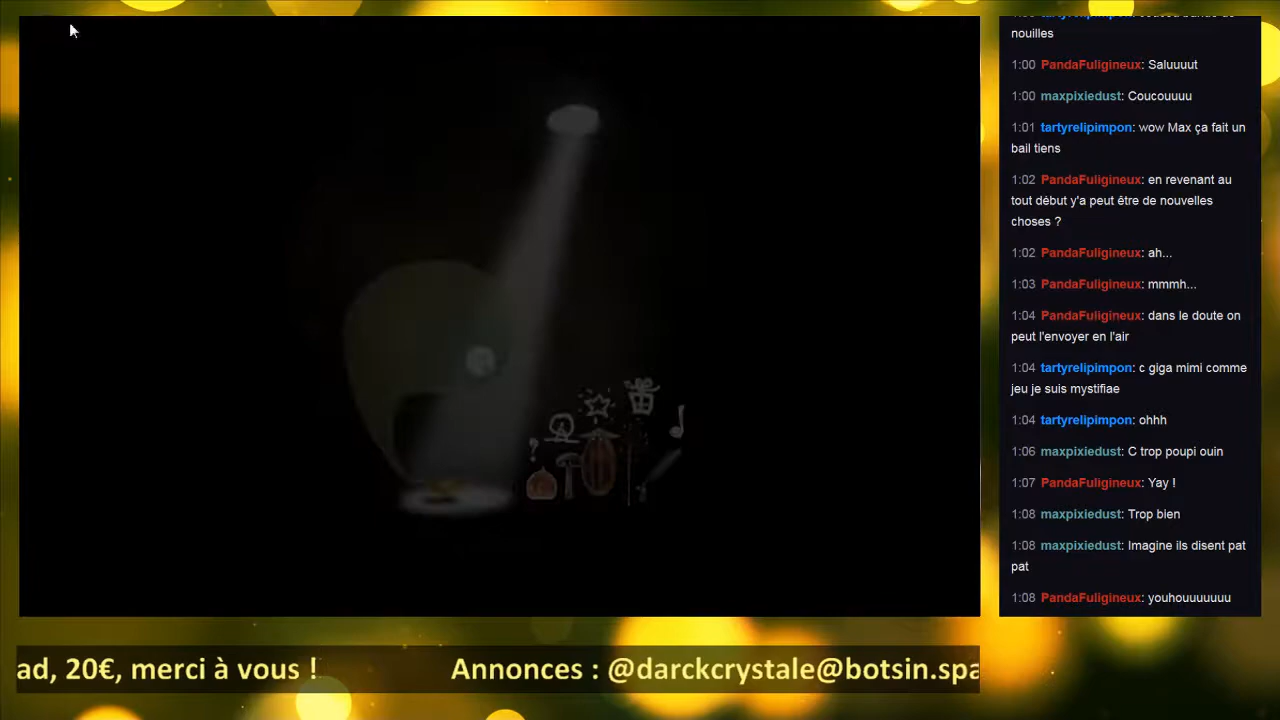 nouilles
1:00 PandaFuligineux: Saluuuut
1:00 maxpixiedust: Coucouuuu
1:01 tartyrelipimpon: wow Max ça fait un
bail tiens
1:02 PandaFuligineux: en revenant au
tout début y'a peut être de nouvelles
choses ?
1:02 PandaFuligineux: ah...
1:03 PandaFuligineux: mmmh...
1:04 PandaFuligineux: dans le doute on
peut l'envoyer en l'air
1:04 tartyrelipimpon: c giga mimi comme
jeu je suis mystifiae
1:04 tartyrelipimpon: ohhh
1:06 maxpixiedust: C trop poupi ouin
1:07 PandaFuligineux: Yay !
1:08 maxpixiedust: Trop bien
1:08 maxpixiedust: Imagine ils disent pat
pat
1:08 PandaFuligineux: youhouuuuuuu
ad, 20€, merci à vous ! Annonces : @darckcrystale@botsin.spa